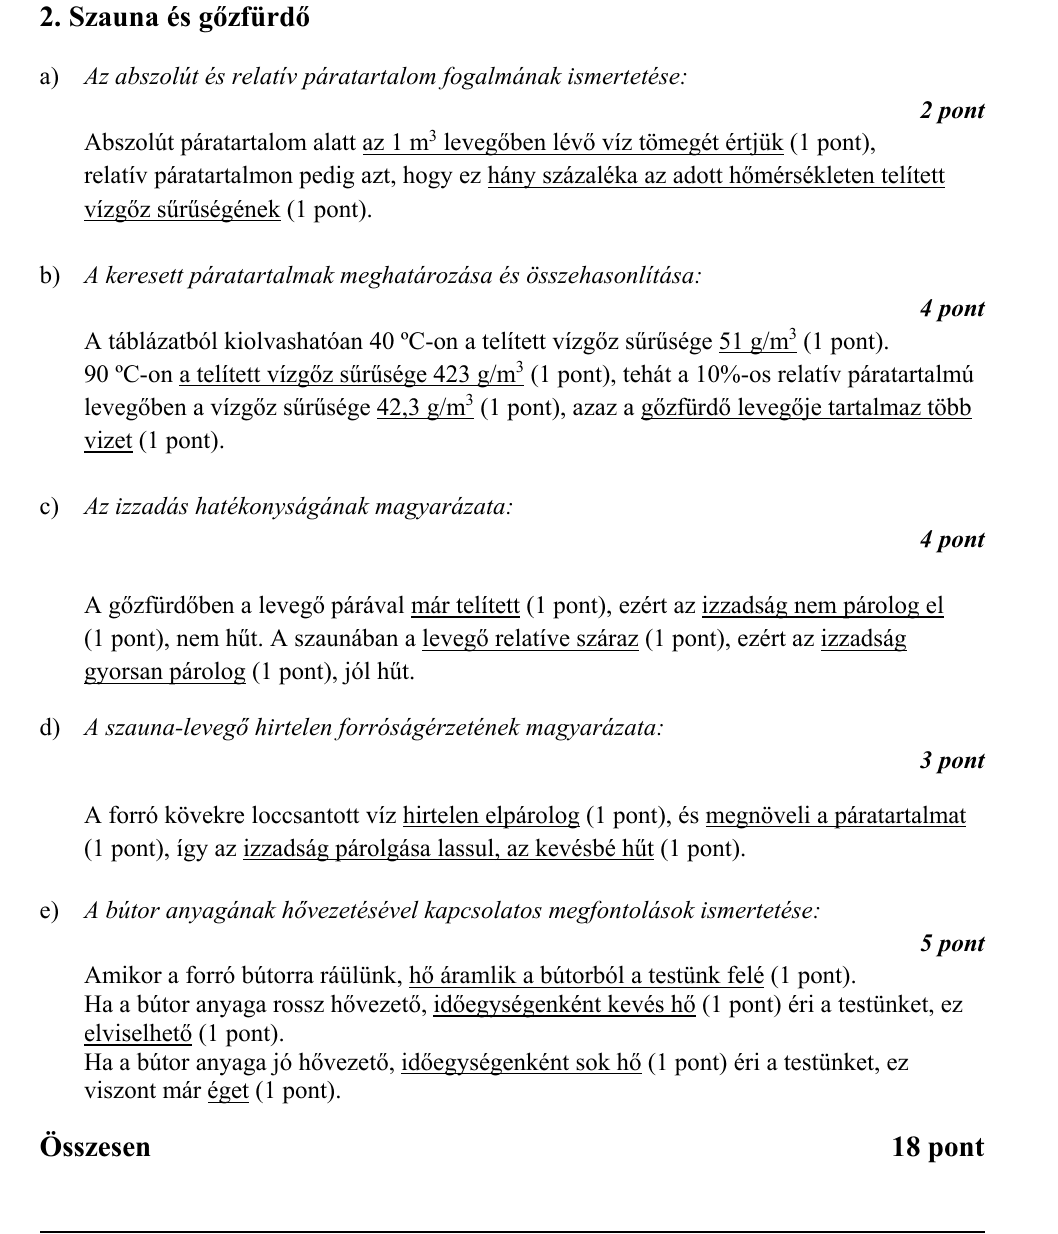 2. Szauna és gőzfürdő
a) Az abszolút és relatív páratartalom fogalmának ismertetése:
2 pont
Abszolút páratartalom alatt az 1 m³ levegőben lévő víz tömegét értjük (1 pont),
relatív páratartalmon pedig azt, hogy ez hány százaléka az adott hőmérsékleten telített
vízgőz sűrűségének (1 pont).
b) A keresett páratartalmak meghatározása és összehasonlítása:
4 pont
A táblázatból kiolvashatóan 40 ºC-on a telített vízgőz sűrűsége 51 g/m³ (1 pont).
90 ºC-on a telített vízgőz sűrűsége 423 g/m³ (1 pont), tehát a 10%-os relatív páratartalmú
levegőben a vízgőz sűrűsége 42,3 g/m³ (1 pont), azaz a gőzfürdő levegője tartalmaz több
vizet (1 pont).
c) Az izzadás hatékonyságának magyarázata:
4 pont
A gőzfürdőben a levegő párával már telített (1 pont), ezért az izzadság nem párolog el
(1 pont), nem hűt. A szaunában a levegő relatíve száraz (1 pont), ezért az izzadság
gyorsan párolog (1 pont), jól hűt.
d) A szauna-levegő hirtelen forróságérzetének magyarázata:
3 pont
A forró kövekre loccsantott víz hirtelen elpárolog (1 pont), és megnöveli a páratartalmat
(1 pont), így az izzadság párolgása lassul, az kevésbé hűt (1 pont).
e) A bútor anyagának hővezetésével kapcsolatos megfontolások ismertetése:
5 pont
Amikor a forró bútorra ráülünk, hő áramlik a bútorból a testünk felé (1 pont).
Ha a bútor anyaga rossz hővezető, időegységenként kevés hő (1 pont) éri a testünket, ez
elviselhető (1 pont).
Ha a bútor anyaga jó hővezető, időegységenként sok hő (1 pont) éri a testünket, ez
viszont már éget (1 pont).
Összesen 18 pont